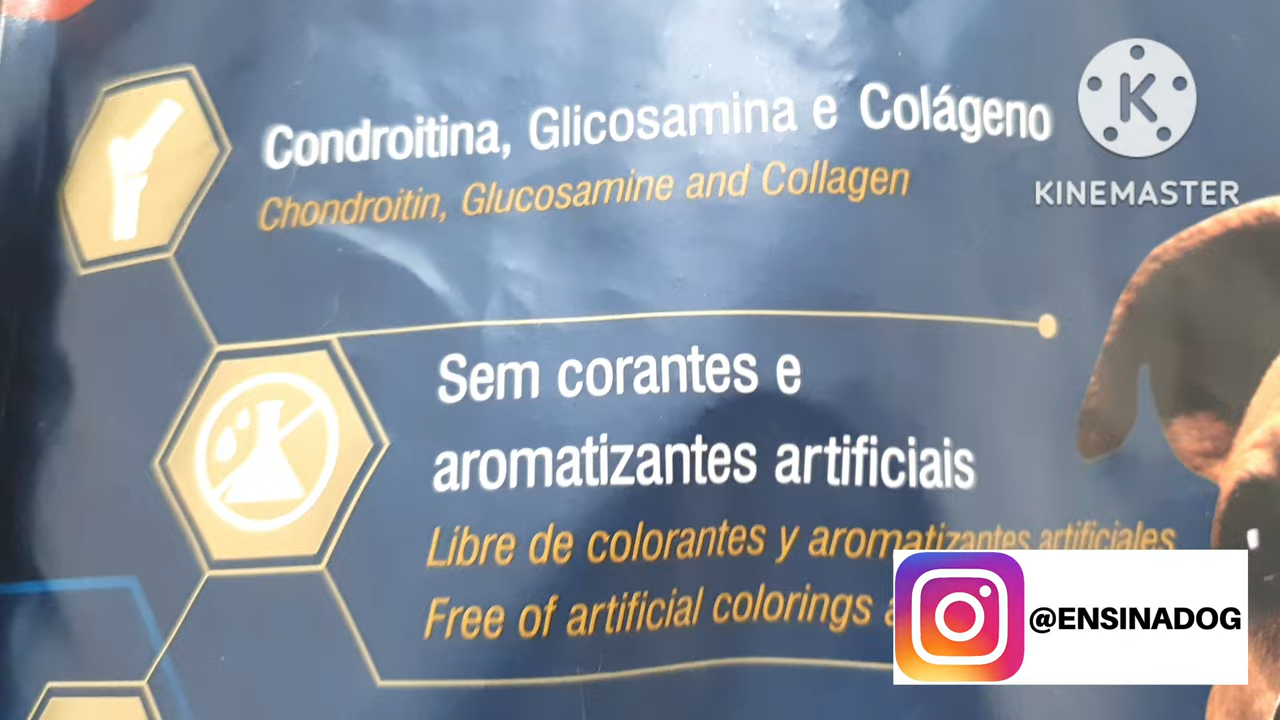 Condroitina, Glicosamina e Colágeno
Chondroitin, Glucosamine and Collagen
K
KINEMASTER
Sem corantes e
aromatizantes artificiais
Libre de colorantes y aromatizantes artificiales
Free of artificial colorings
@ENSINADOG